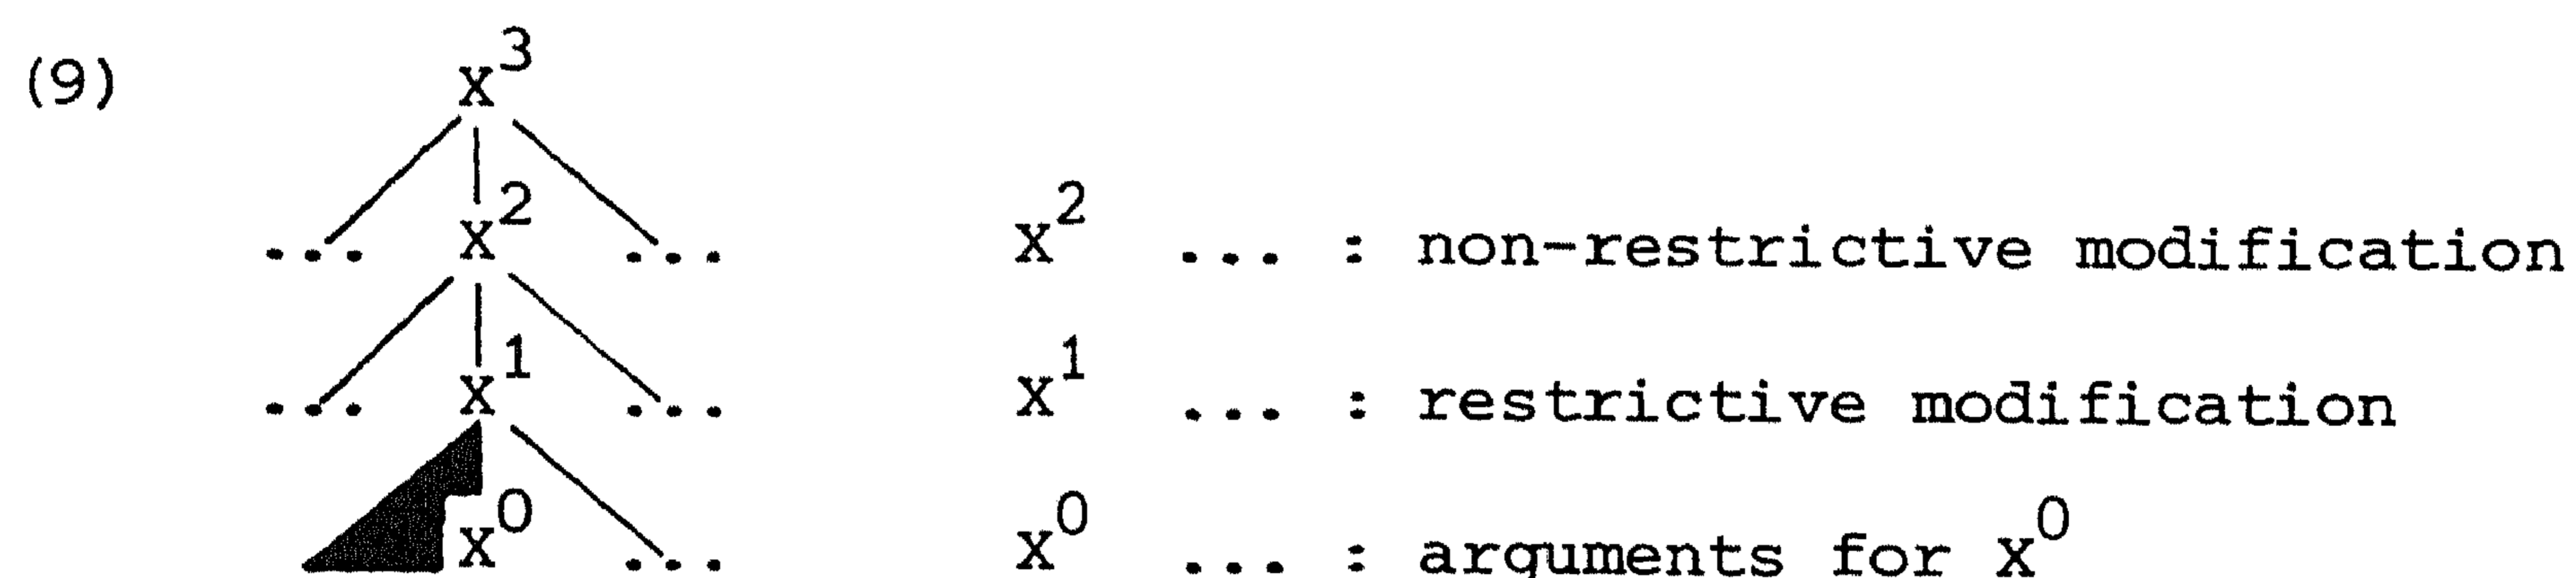 (9) X³
... X² ... X² ... : non-restrictive modification
... X¹ ... X¹ ... : restrictive modification
X⁰ ... X⁰ ... : arguments for X⁰